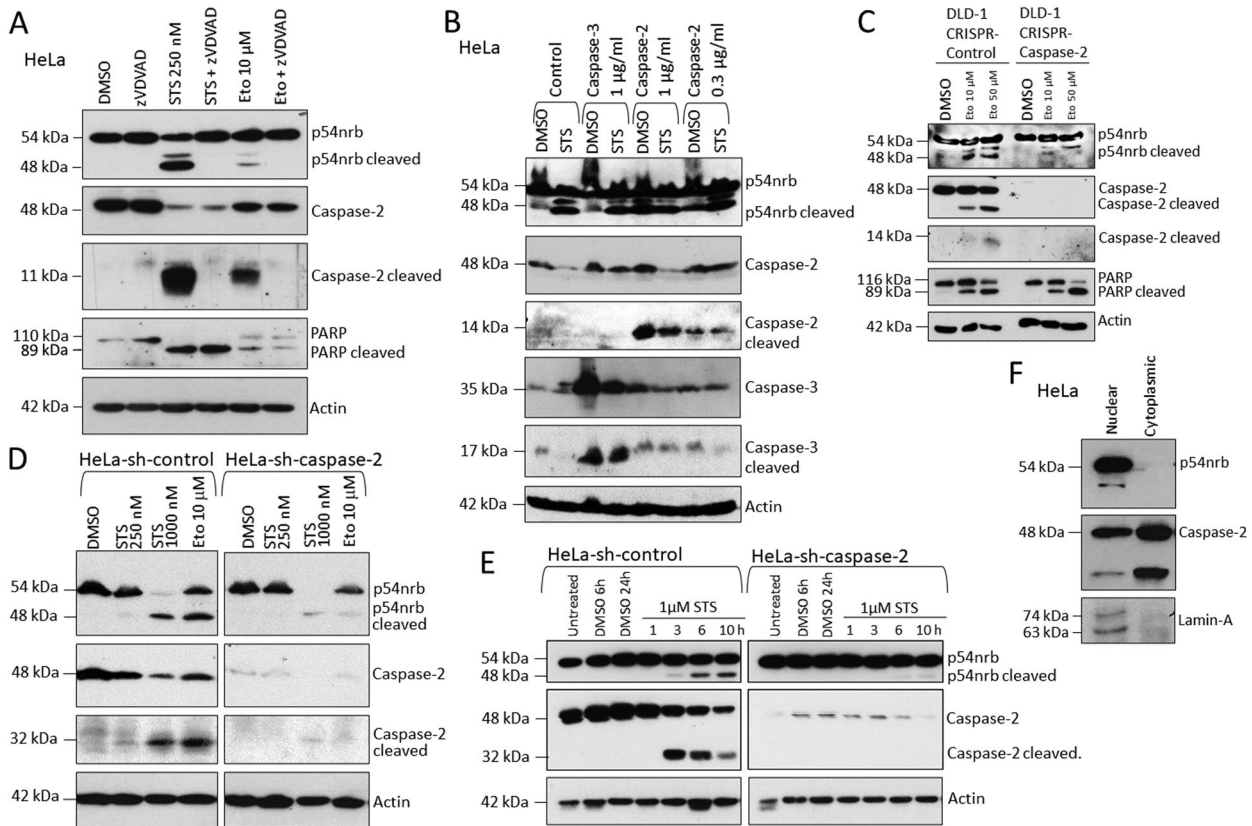 A
HeLa
DMSO
zVDVAD
STS 250 nM
STS + zVDVAD
Eto 10 µM
Eto + zVDVAD
54 kDa
p54nrb
48 kDa
p54nrb cleaved
48 kDa
Caspase-2
11 kDa
Caspase-2 cleaved
110 kDa
PARP
89 kDa
PARP cleaved
42 kDa
Actin
B
HeLa
Control
Caspase-3
1 µg/ml
Caspase-2
1 µg/ml
Caspase-2
0.3 µg/ml
DMSO
STS
DMSO
STS
DMSO
STS
DMSO
STS
54 kDa
p54nrb
48 kDa
p54nrb cleaved
48 kDa
Caspase-2
14 kDa
Caspase-2
cleaved
35 kDa
Caspase-3
17 kDa
Caspase-3
cleaved
42 kDa
Actin
C
DLD-1
CRISPR-
Control
DLD-1
CRISPR-
Caspase-2
DMSO
Eto 10 µM
Eto 50 µM
DMSO
Eto 10 µM
Eto 50 µM
54 kDa
p54nrb
48 kDa
p54nrb cleaved
48 kDa
Caspase-2
Caspase-2 cleaved
14 kDa
Caspase-2 cleaved
116 kDa
PARP
89 kDa
PARP cleaved
42 kDa
Actin
D
HeLa-sh-control
HeLa-sh-caspase-2
DMSO
STS
250 nM
STS
1000 nM
Eto 10 µM
DMSO
STS
250 nM
STS
1000 nM
Eto 10 µM
54 kDa
p54nrb
48 kDa
p54nrb
cleaved
48 kDa
Caspase-2
32 kDa
Caspase-2
cleaved
42 kDa
Actin
E
HeLa-sh-control
HeLa-sh-caspase-2
Untreated
DMSO 6h
DMSO 24h
1µM STS
1 3 6 10 h
Untreated
DMSO 6h
DMSO 24h
1µM STS
1 3 6 10 h
54 kDa
p54nrb
48 kDa
p54nrb cleaved
48 kDa
Caspase-2
32 kDa
Caspase-2 cleaved.
42 kDa
Actin
F
HeLa
Nuclear
Cytoplasmic
54 kDa
p54nrb
48 kDa
Caspase-2
74 kDa
63 kDa
Lamin-A